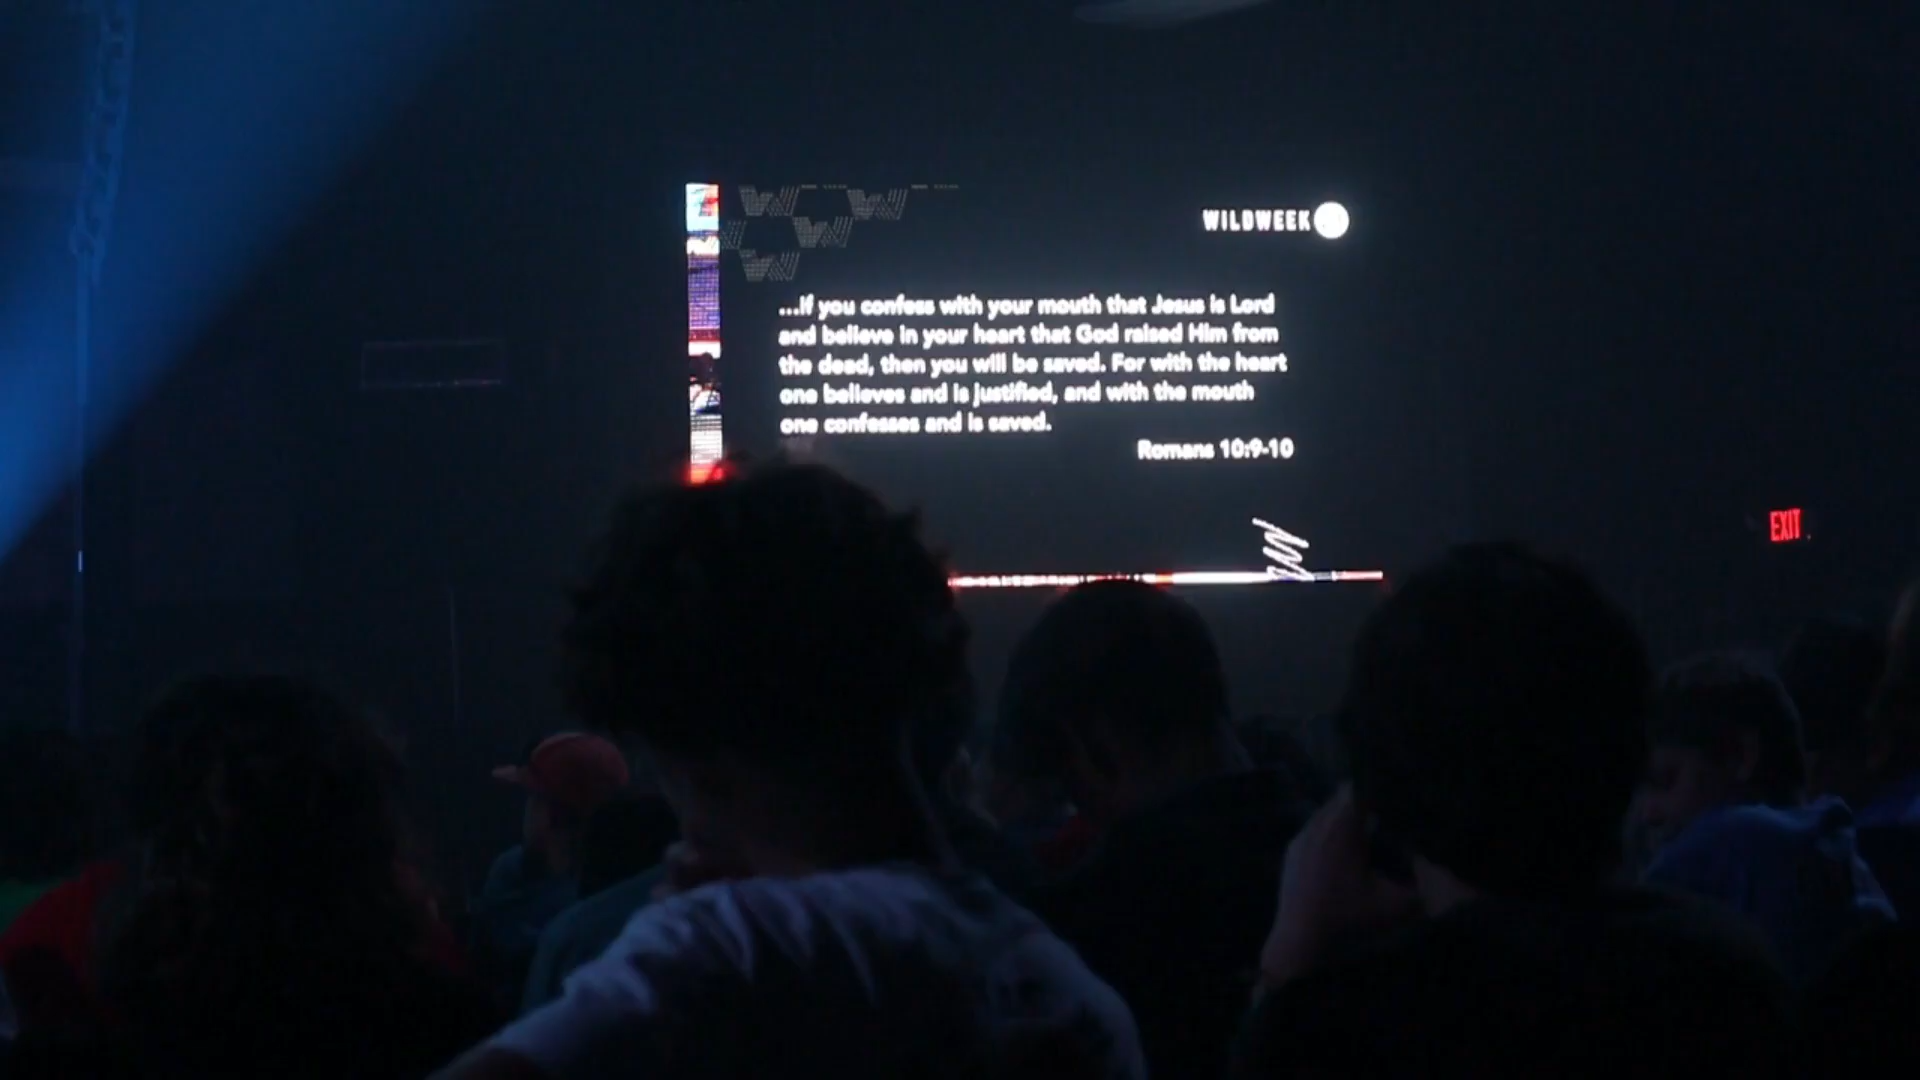 WILDWEEK
...If you confess with your mouth that Jesus is Lord
and believe in your heart that God raised Him from
the dead, then you will be saved. For with the heart
one believes and is justified, and with the mouth
one confesses and is saved.
Romans 10:9-10
EXIT